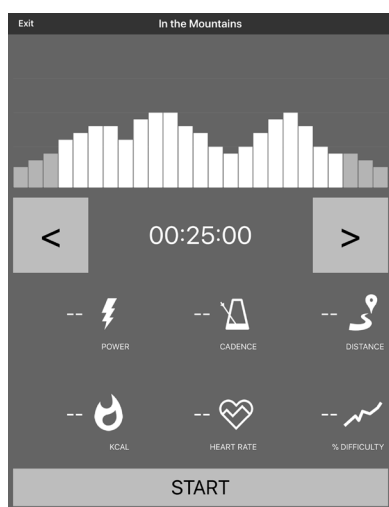 Exit In the Mountains
< 00:25:00 >
-- -- --
POWER CADENCE DISTANCE
-- -- --
KCAL HEART RATE % DIFFICULTY
START